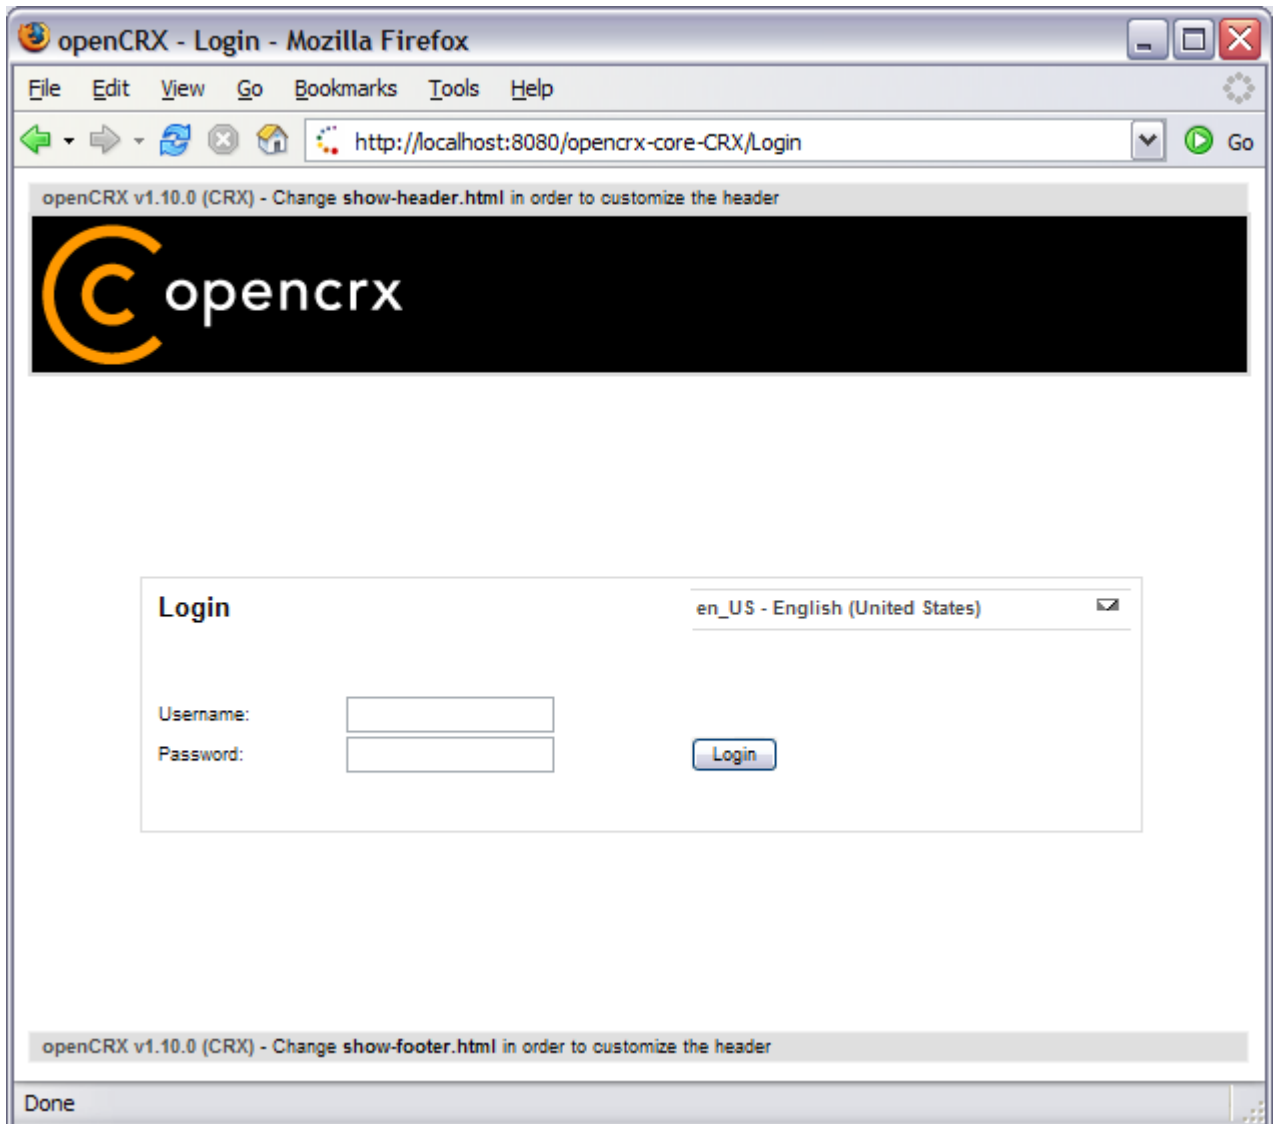 openCRX - Login - Mozilla Firefox
File Edit View Go Bookmarks Tools Help
http://localhost:8080/opencrx-core-CRX/Login Go
openCRX v1.10.0 (CRX) - Change show-header.html in order to customize the header
opencrx
Login en_US - English (United States)
Username:
Password: Login
openCRX v1.10.0 (CRX) - Change show-footer.html in order to customize the header
Done